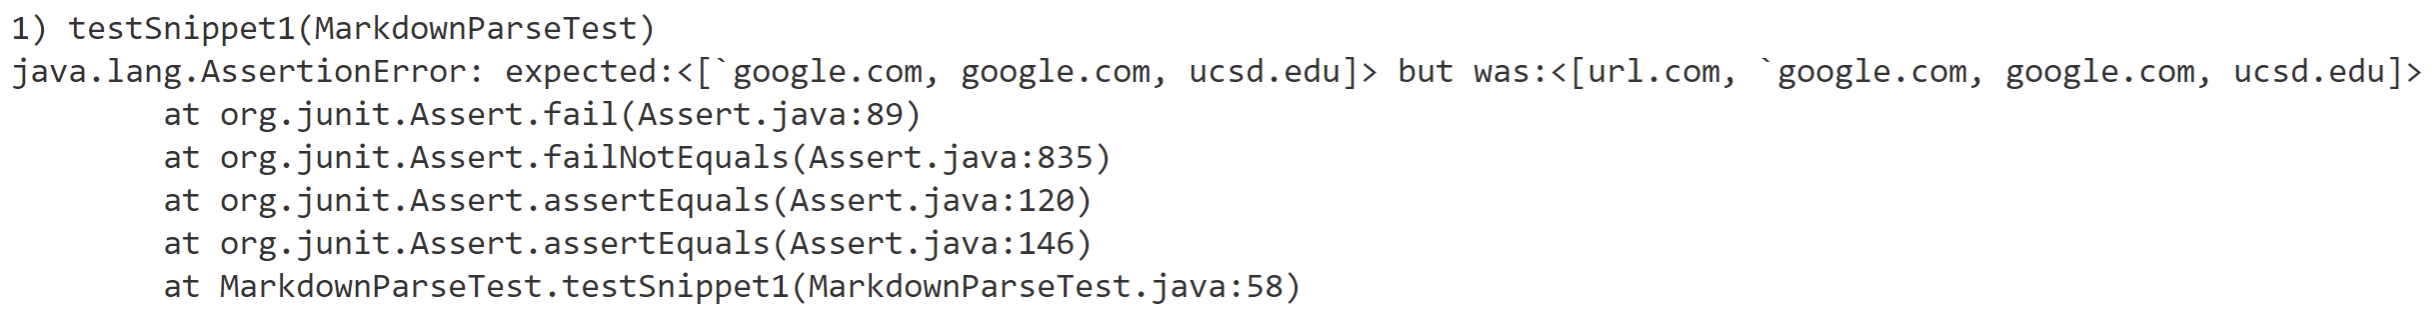 1) testSnippet1(MarkdownParseTest)
java.lang.AssertionError: expected:<[`google.com, google.com, ucsd.edu]> but was:<[url.com, `google.com, google.com, ucsd.edu]>
        at org.junit.Assert.fail(Assert.java:89)
        at org.junit.Assert.failNotEquals(Assert.java:835)
        at org.junit.Assert.assertEquals(Assert.java:120)
        at org.junit.Assert.assertEquals(Assert.java:146)
        at MarkdownParseTest.testSnippet1(MarkdownParseTest.java:58)